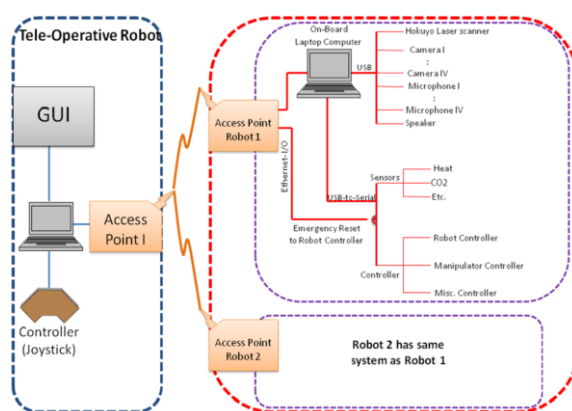 Tele-Operative Robot
GUI
Access
Point I
Controller
(Joystick)
Access Point
Robot 1
On-Board
Laptop Computer
USB
Hokuyo Laser scanner
Camera I
:
Camera IV
Microphone I
:
Microphone IV
Speaker
Ethernet-I/O
USB-to-Serial
Sensors
Heat
CO2
Etc.
Emergency Reset
to Robot Controller
Controller
Robot Controller
Manipulator Controller
Misc. Controller
Access Point
Robot 2
Robot 2 has same
system as Robot 1